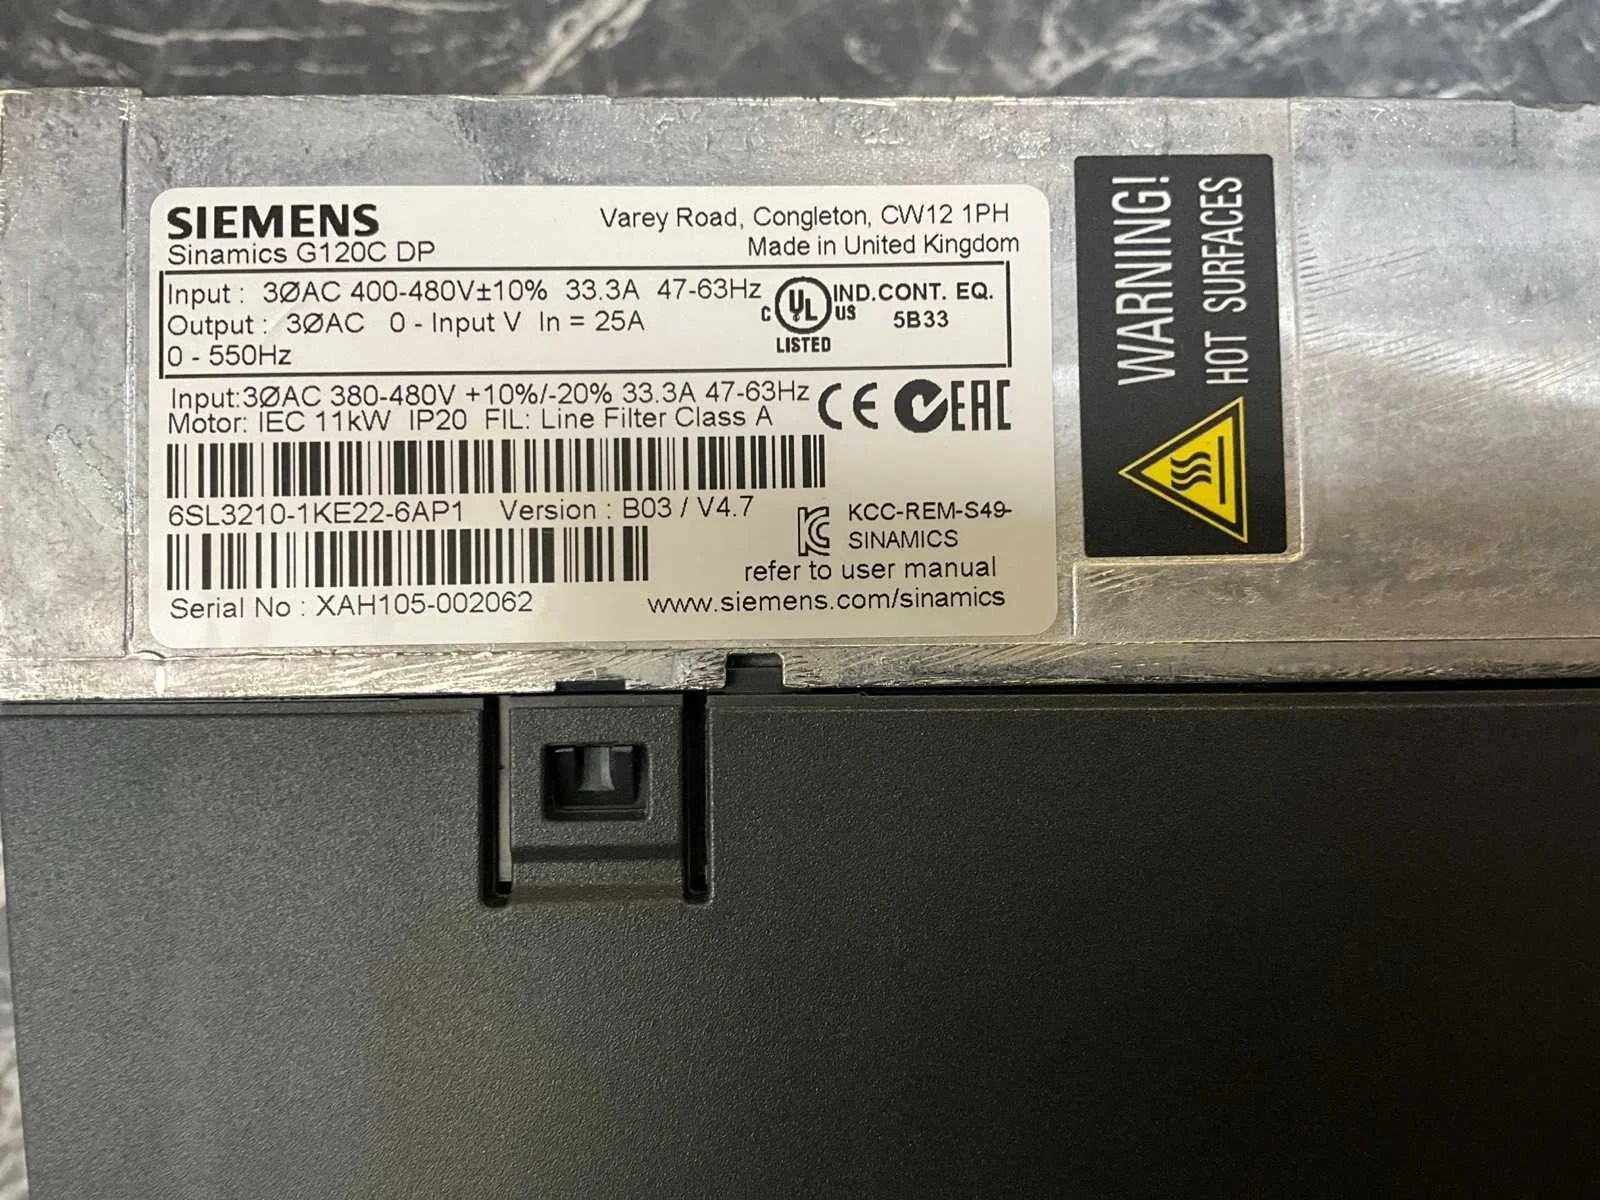 SIEMENS
Sinamics G120C DP
Varey Road, Congleton, CW12 1PH
Made in United Kingdom
Input : 3ØAC 400-480V±10% 33.3A 47-63Hz
Output : 3ØAC 0 - Input V In = 25A
0 - 550Hz
C UL US IND.CONT. EQ.
5B33
LISTED
Input:3ØAC 380-480V +10%/-20% 33.3A 47-63Hz
Motor: IEC 11kW IP20 FIL: Line Filter Class A
CE EAC
6SL3210-1KE22-6AP1 Version : B03 / V4.7
KCC-REM-S49-
SINAMICS
refer to user manual
Serial No : XAH105-002062
www.siemens.com/sinamics
WARNING!
HOT SURFACES